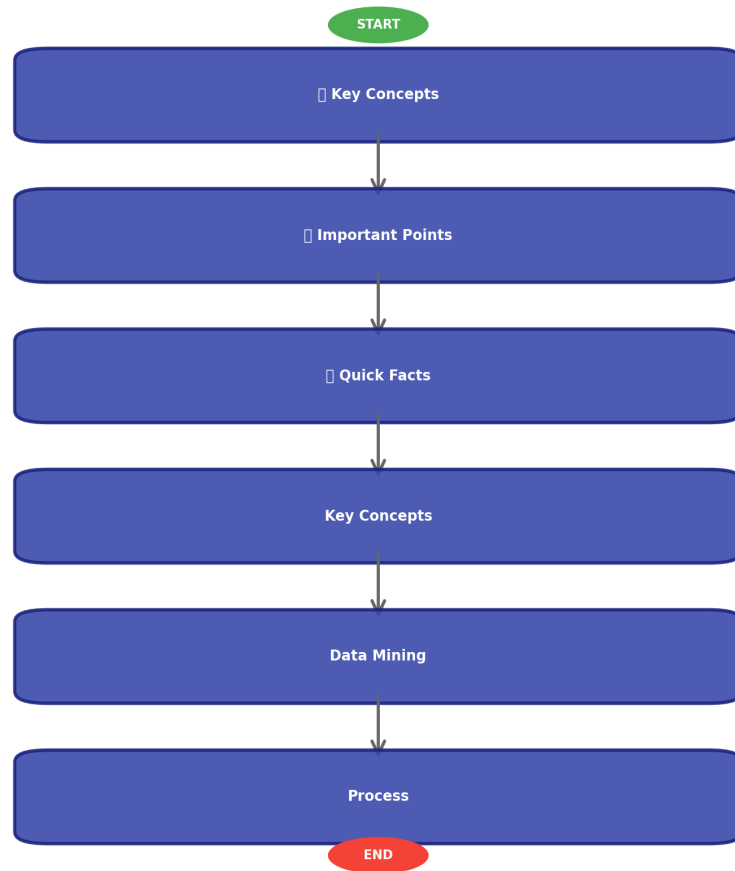 START
Key Concepts
Important Points
Quick Facts
Key Concepts
Data Mining
Process
END